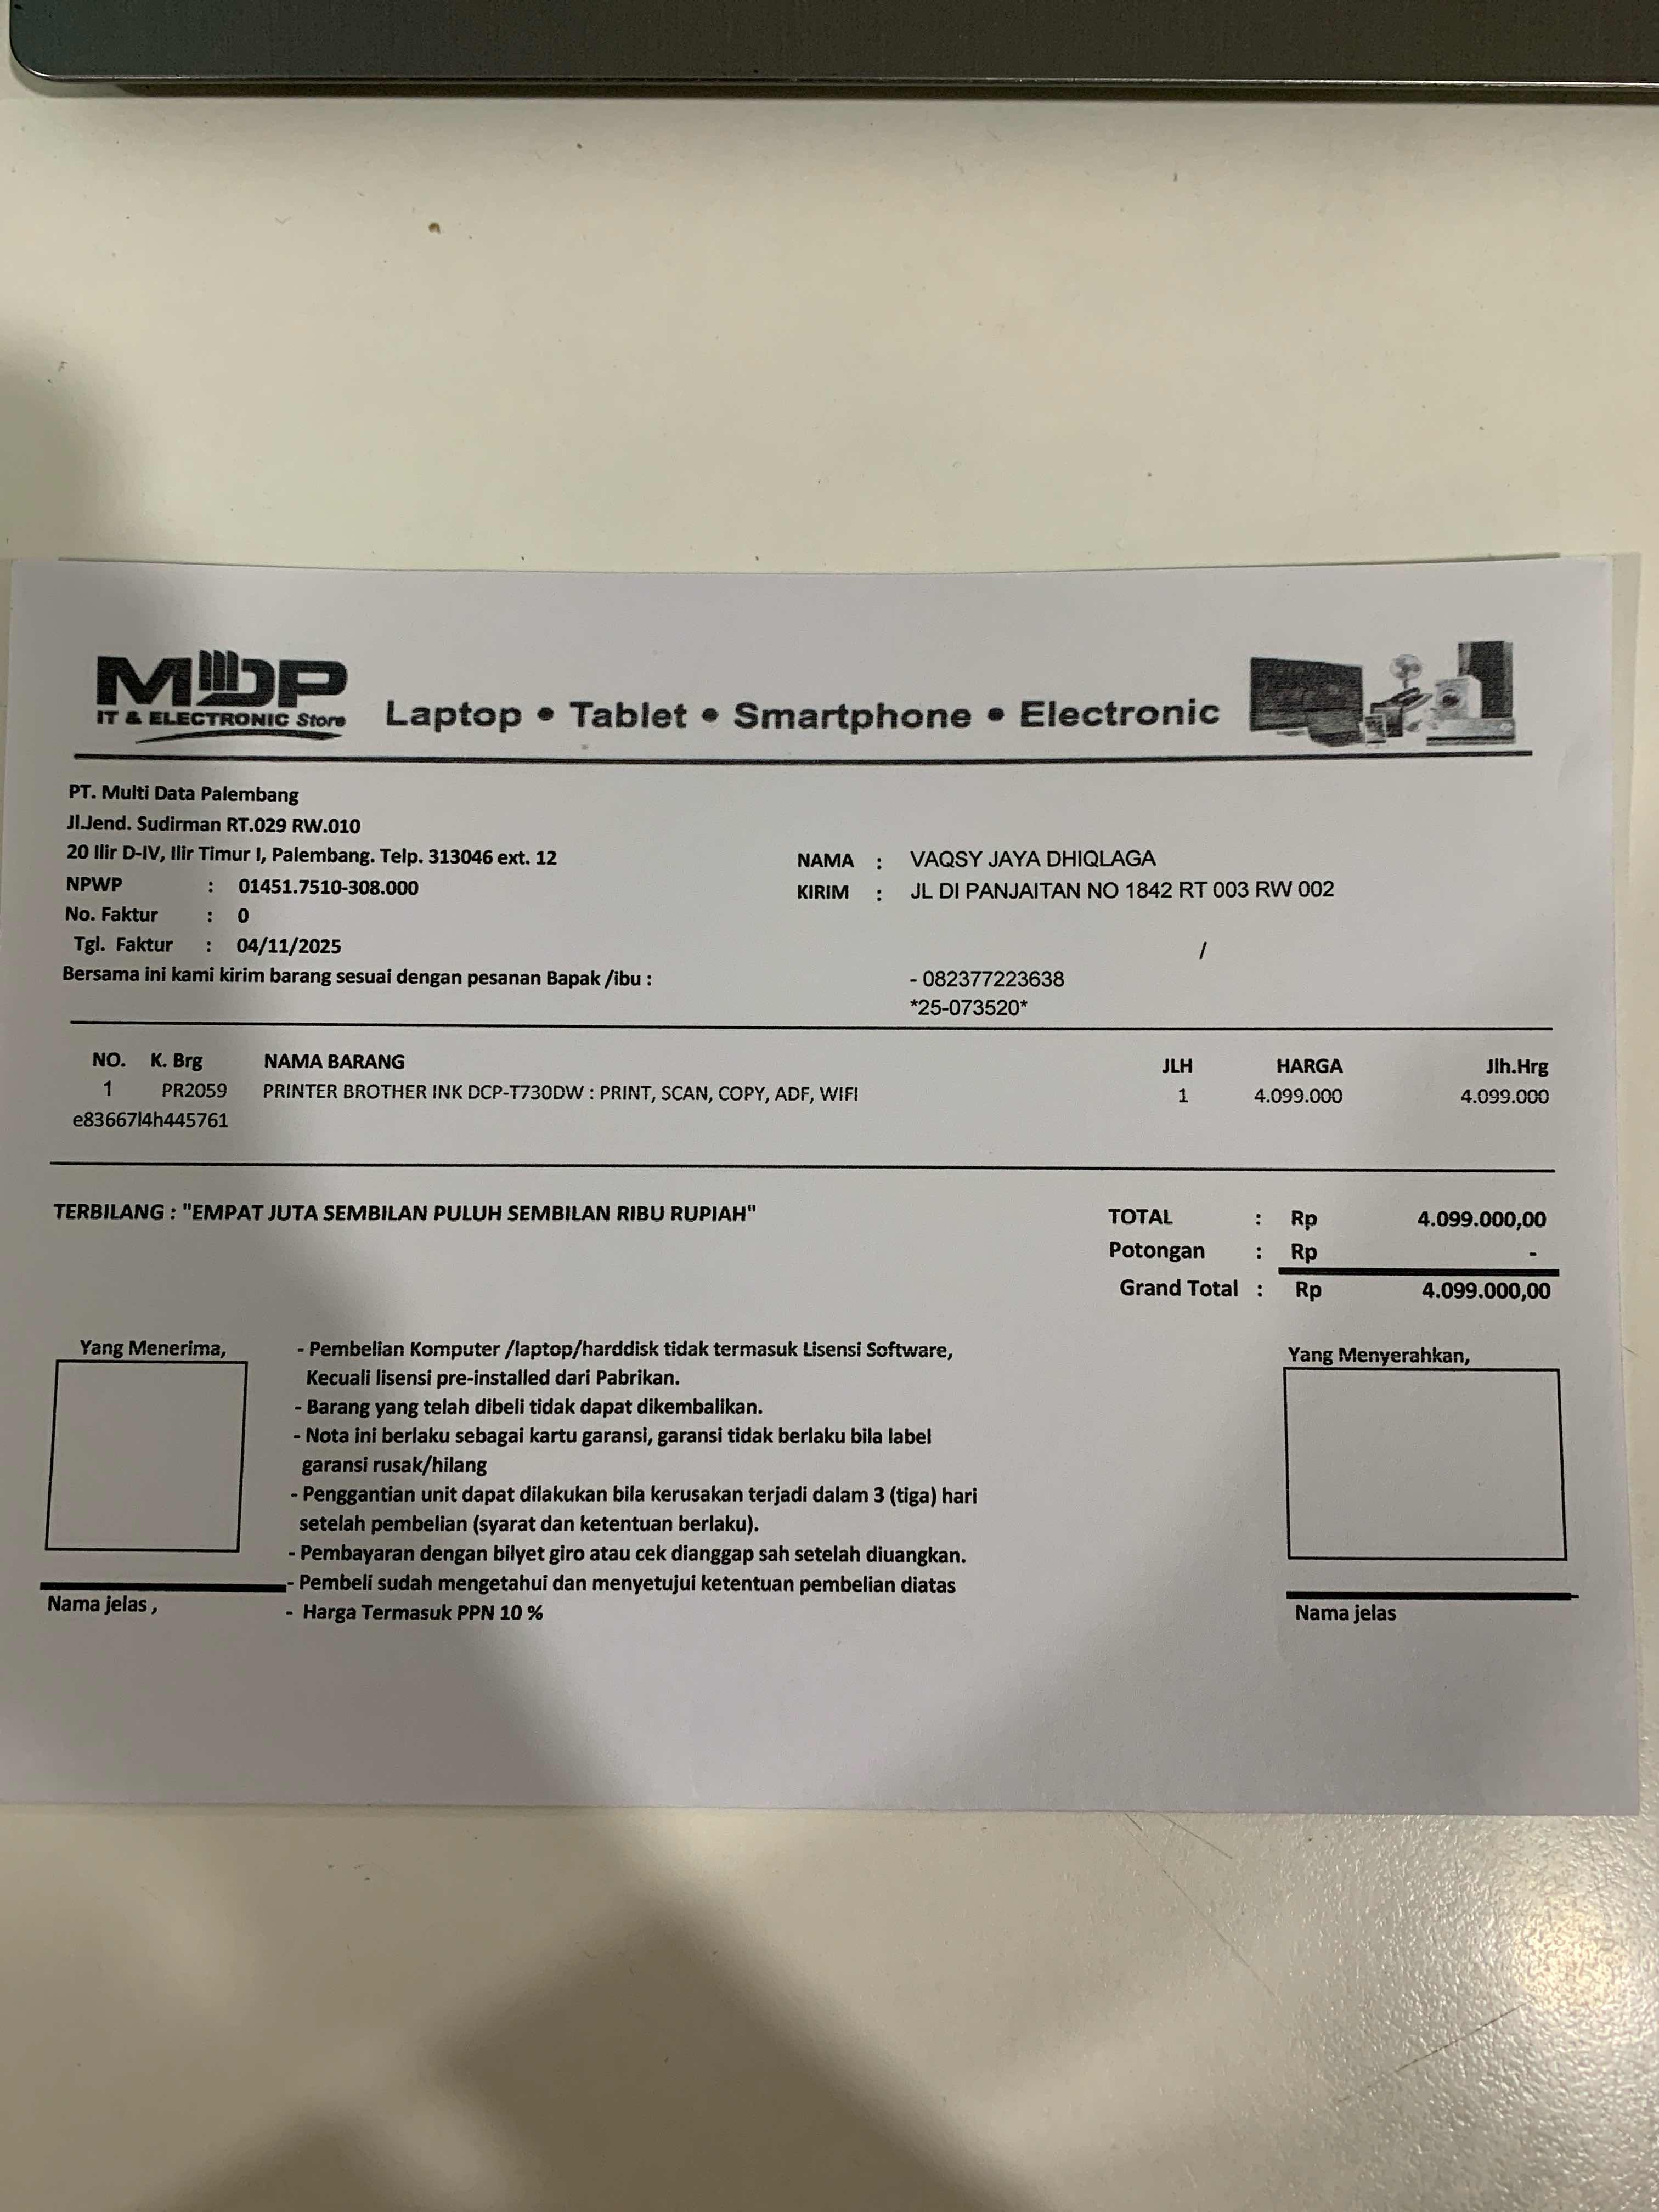 MDP
IT & ELECTRONIC Store
Laptop • Tablet • Smartphone • Electronic
PT. Multi Data Palembang
Jl.Jend. Sudirman RT.029 RW.010
20 Ilir D-IV, Ilir Timur I, Palembang. Telp. 313046 ext. 12
NPWP : 01451.7510-308.000
No. Faktur : 0
Tgl. Faktur : 04/11/2025
Bersama ini kami kirim barang sesuai dengan pesanan Bapak /ibu :
NAMA : VAQSY JAYA DHIQLAGA
KIRIM : JL DI PANJAITAN NO 1842 RT 003 RW 002
/
- 082377223638
*25-073520*
NO. K. Brg NAMA BARANG JLH HARGA Jlh.Hrg
1 PR2059 PRINTER BROTHER INK DCP-T730DW : PRINT, SCAN, COPY, ADF, WIFI 1 4.099.000 4.099.000
e83667l4h445761
TERBILANG : "EMPAT JUTA SEMBILAN PULUH SEMBILAN RIBU RUPIAH"
TOTAL : Rp 4.099.000,00
Potongan : Rp -
Grand Total : Rp 4.099.000,00
Yang Menerima,
Nama jelas ,
- Pembelian Komputer /laptop/harddisk tidak termasuk Lisensi Software,
Kecuali lisensi pre-installed dari Pabrikan.
- Barang yang telah dibeli tidak dapat dikembalikan.
- Nota ini berlaku sebagai kartu garansi, garansi tidak berlaku bila label
garansi rusak/hilang
- Penggantian unit dapat dilakukan bila kerusakan terjadi dalam 3 (tiga) hari
setelah pembelian (syarat dan ketentuan berlaku).
- Pembayaran dengan bilyet giro atau cek dianggap sah setelah diuangkan.
- Pembeli sudah mengetahui dan menyetujui ketentuan pembelian diatas
- Harga Termasuk PPN 10 %
Yang Menyerahkan,
Nama jelas